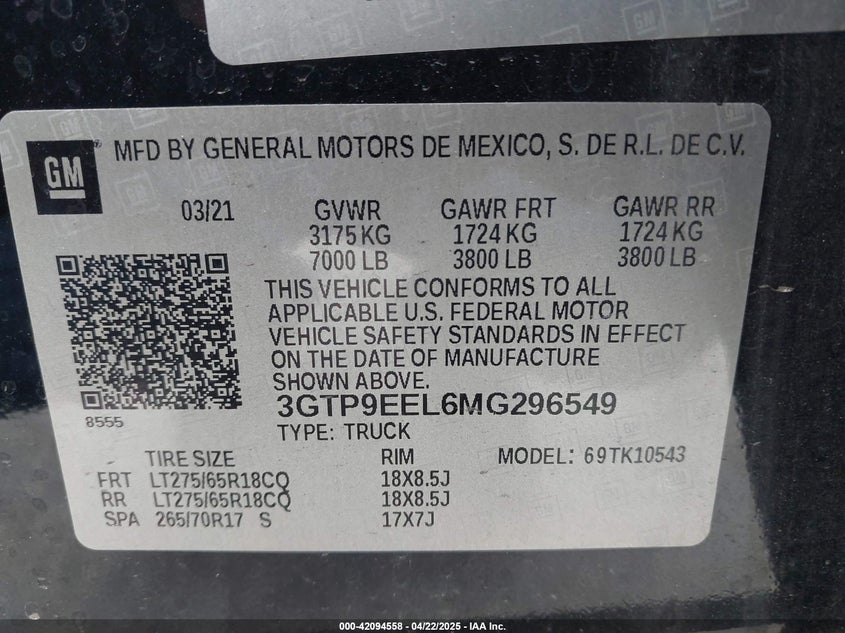 GM
MFD BY GENERAL MOTORS DE MEXICO, S. DE R.L. DE C.V.
03/21 GVWR GAWR FRT GAWR RR
3175 KG 1724 KG 1724 KG
7000 LB 3800 LB 3800 LB
THIS VEHICLE CONFORMS TO ALL
APPLICABLE U.S. FEDERAL MOTOR
VEHICLE SAFETY STANDARDS IN EFFECT
ON THE DATE OF MANUFACTURE
SHOWN ABOVE.
3GTP9EEL6MG296549
8555
TYPE: TRUCK
TIRE SIZE RIM MODEL: 69TK10543
FRT LT275/65R18CQ 18X8.5J
RR LT275/65R18CQ 18X8.5J
SPA 265/70R17 S 17X7J
000-42094558 - 04/22/2025 - IAA Inc.